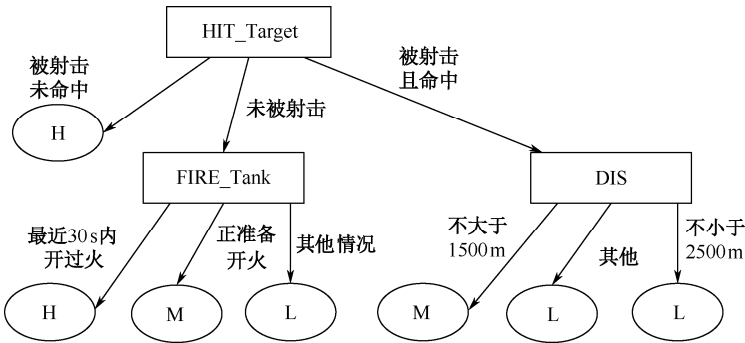 HIT_Target
被射击
未命中
未被射击
被射击
且命中
H
FIRE_Tank
DIS
最近30s内
开过火
正准备
开火
其他情况
不大于
1500m
其他
不小于
2500m
H
M
L
M
L
L